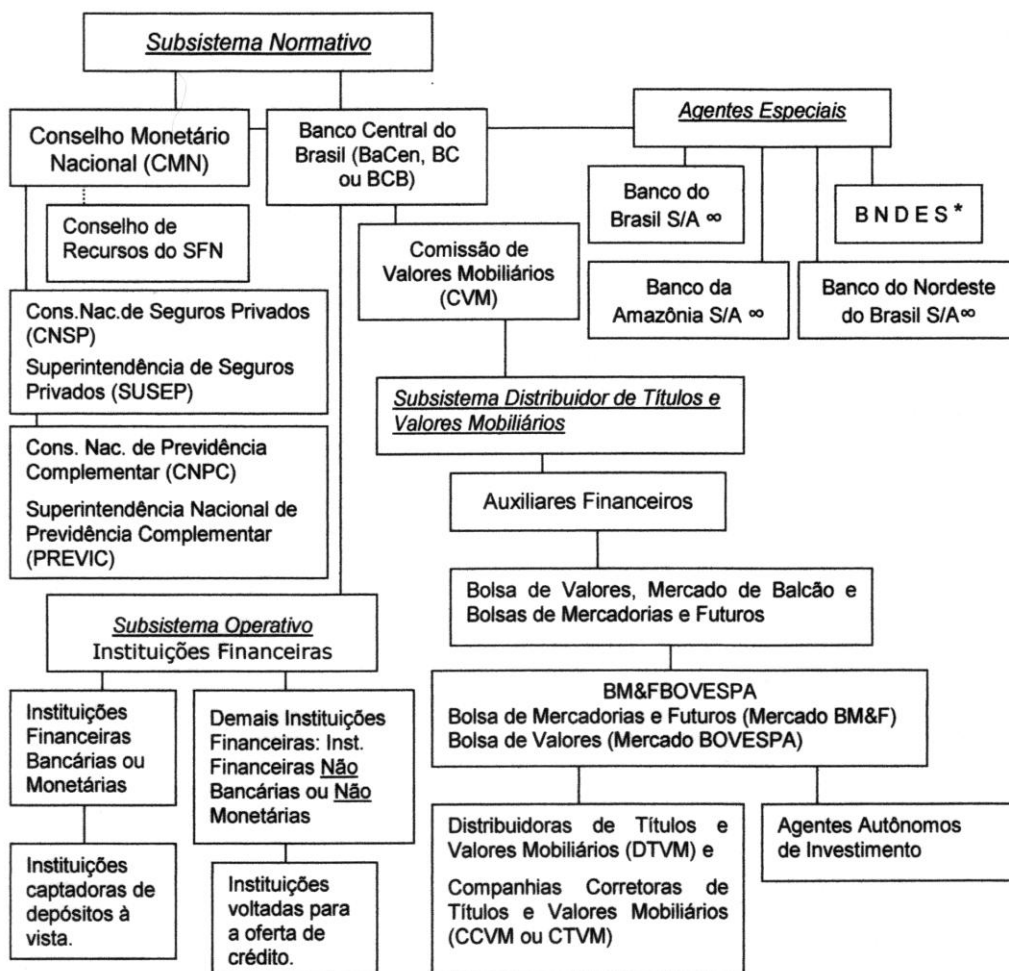 Subsistema Normativo
Conselho Monetário
Nacional (CMN)
Banco Central do
Brasil (BaCen, BC
ou BCB)
Agentes Especiais
Conselho de
Recursos do SFN
Comissão de
Valores Mobiliários
(CVM)
Banco do
Brasil S/A ∞
B N D E S *
Banco da
Amazônia S/A ∞
Banco do Nordeste
do Brasil S/A∞
Cons.Nac.de Seguros Privados
(CNSP)
Superintendência de Seguros
Privados (SUSEP)
Cons. Nac. de Previdência
Complementar (CNPC)
Superintendência Nacional de
Previdência Complementar
(PREVIC)
Subsistema Distribuidor de Títulos e
Valores Mobiliários
Auxiliares Financeiros
Bolsa de Valores, Mercado de Balcão e
Bolsas de Mercadorias e Futuros
BM&FBOVESPA
Bolsa de Mercadorias e Futuros (Mercado BM&F)
Bolsa de Valores (Mercado BOVESPA)
Distribuidoras de Títulos e
Valores Mobiliários (DTVM) e
Companhias Corretoras de
Títulos e Valores Mobiliários
(CCVM ou CTVM)
Agentes Autônomos
de Investimento
Subsistema Operativo
Instituições Financeiras
Instituições
Financeiras
Bancárias ou
Monetárias
Demais Instituições
Financeiras: Inst.
Financeiras Não
Bancárias ou Não
Monetárias
Instituições
captadoras de
depósitos à
vista.
Instituições
voltadas para
a oferta de
crédito.